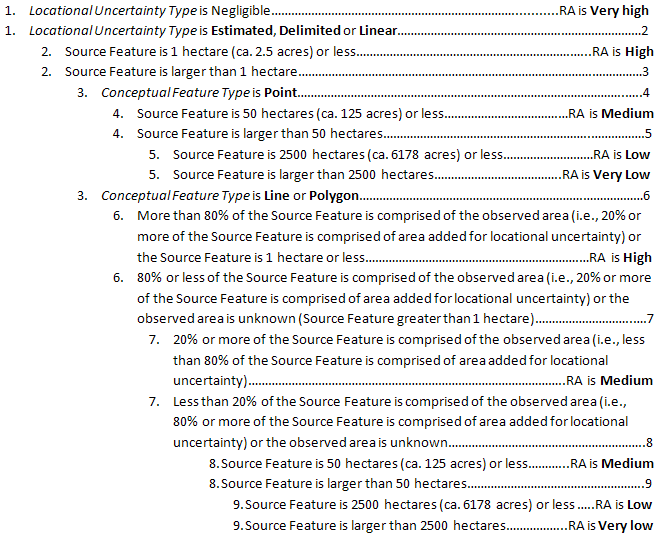 1. Locational Uncertainty Type is Negligible..........................................................................RA is Very high
1. Locational Uncertainty Type is Estimated, Delimited or Linear..............................................................2
2. Source Feature is 1 hectare (ca. 2.5 acres) or less............................................................RA is High
2. Source Feature is larger than 1 hectare.......................................................................................3
3. Conceptual Feature Type is Point.......................................................................................4
4. Source Feature is 50 hectares (ca. 125 acres) or less................................RA is Medium
4. Source Feature is larger than 50 hectares.................................................................5
5. Source Feature is 2500 hectares (ca. 6178 acres) or less.......................RA is Low
5. Source Feature is larger than 2500 hectares.................................RA is Very Low
3. Conceptual Feature Type is Line or Polygon.......................................................................6
6. More than 80% of the Source Feature is comprised of the observed area (i.e., 20% or
more of the Source Feature is comprised of area added for locational uncertainty) or
the Source Feature is 1 hectare or less..........................................................RA is High
6. 80% or less of the Source Feature is comprised of the observed area (i.e., 20% or more
of the Source Feature is comprised of area added for locational uncertainty) or the
observed area is unknown (Source Feature greater than 1 hectare).............................7
7. 20% or more of the Source Feature is comprised of the observed area (i.e., less
than 80% of the Source Feature is comprised of area added for locational
uncertainty)..................................................................................RA is Medium
7. Less than 20% of the Source Feature is comprised of the observed area (i.e.,
80% or more of the Source Feature is comprised of area added for locational
uncertainty) or the observed area is unknown...................................................8
8. Source Feature is 50 hectares (ca. 125 acres) or less...........RA is Medium
8. Source Feature is larger than 50 hectares.............................................9
9. Source Feature is 2500 hectares (ca. 6178 acres) or less .....RA is Low
9. Source Feature is larger than 2500 hectares..................RA is Very low